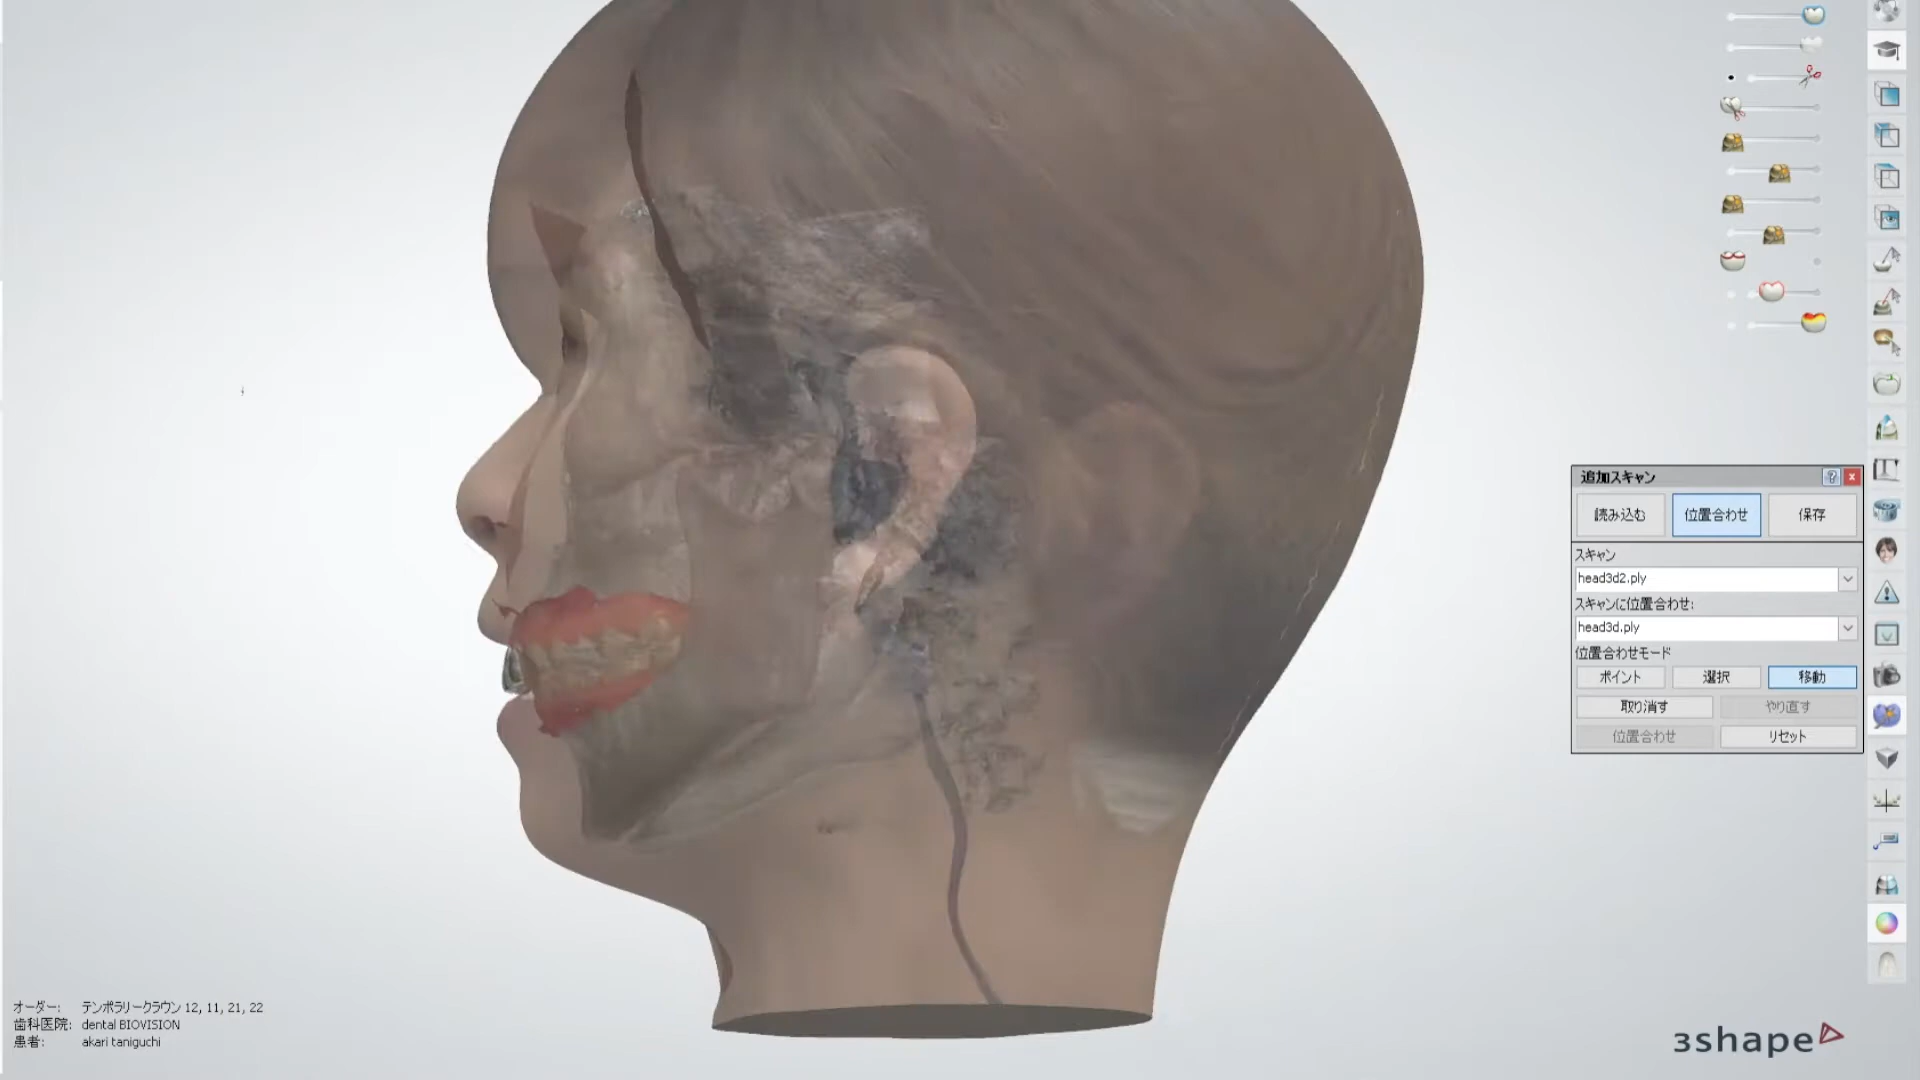 追加スキャン
読み込む 位置合わせ 保存
スキャン
head3d2.ply
スキャンに位置合わせ:
head3d.ply
位置合わせモード
ポイント 選択 移動
取り消す やり直す
位置合わせ リセット
オーダー: テンポラリークラウン 12, 11, 21, 22
歯科医院: dental BIOVISION
患者: akari taniguchi
3shape